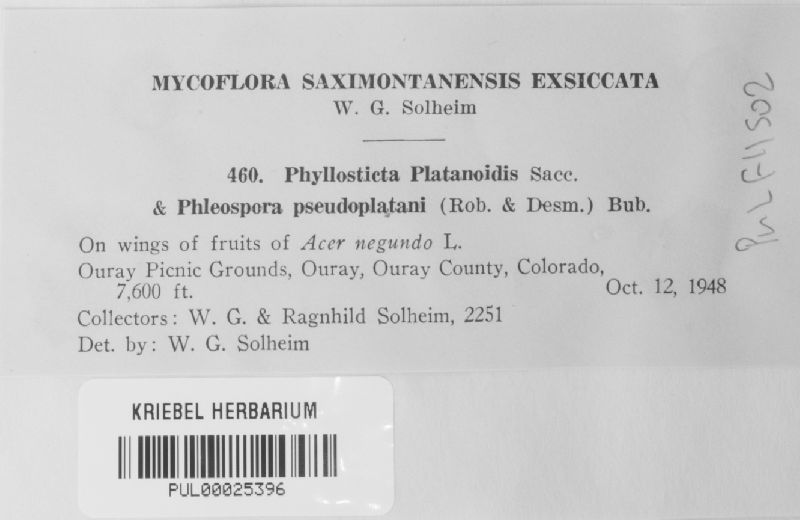 MYCOFLORA SAXIMONTANENSIS EXSICCATA
W. G. Solheim
460. Phyllosticta Platanoidis Sacc.
& Phleospora pseudoplatani (Rob. & Desm.) Bub.
On wings of fruits of Acer negundo L.
Ouray Picnic Grounds, Ouray, Ouray County, Colorado,
7,600 ft. Oct. 12, 1948
Collectors: W. G. & Ragnhild Solheim, 2251
Det. by: W. G. Solheim
PUL F11502
KRIEBEL HERBARIUM
PUL00025396